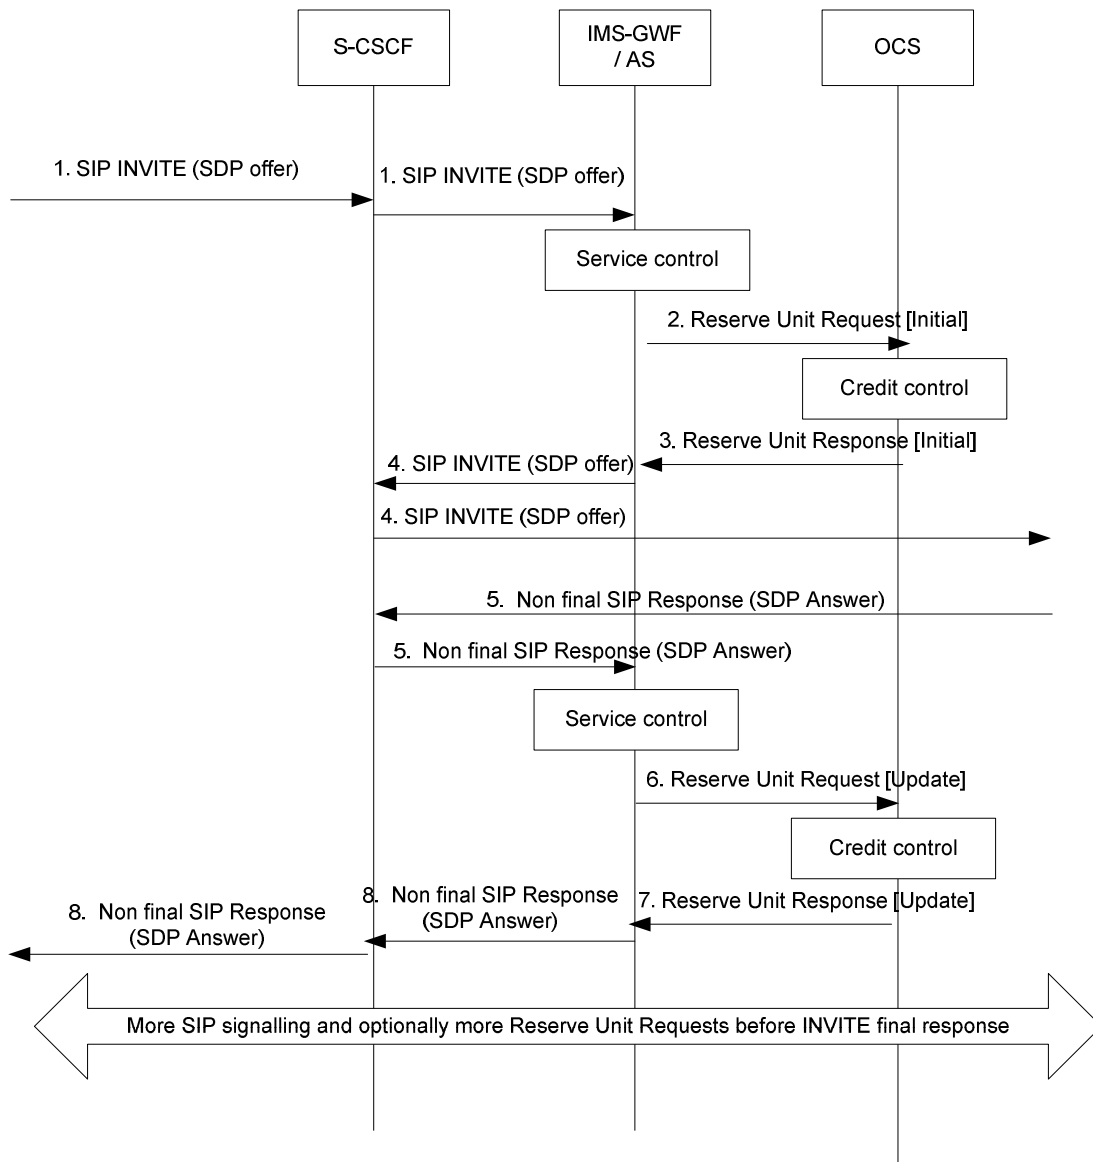 S-CSCF
IMS-GWF
/ AS
OCS
1. SIP INVITE (SDP offer)
1. SIP INVITE (SDP offer)
Service control
2. Reserve Unit Request [Initial]
Credit control
3. Reserve Unit Response [Initial]
4. SIP INVITE (SDP offer)
4. SIP INVITE (SDP offer)
5. Non final SIP Response (SDP Answer)
5. Non final SIP Response (SDP Answer)
Service control
6. Reserve Unit Request [Update]
Credit control
7. Reserve Unit Response [Update]
8. Non final SIP Response
(SDP Answer)
8. Non final SIP Response
(SDP Answer)
More SIP signalling and optionally more Reserve Unit Requests before INVITE final response